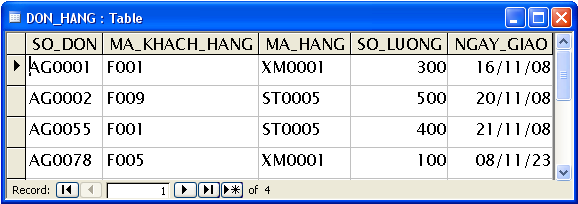 DON_HANG : Table
SO_DON MA_KHACH_HANG MA_HANG SO_LUONG NGAY_GIAO
AG0001 F001 XM0001 300 16/11/08
AG0002 F009 ST0005 500 20/11/08
AG0055 F001 ST0005 400 21/11/08
AG0078 F005 XM0001 100 08/11/23
Record: 1 of 4